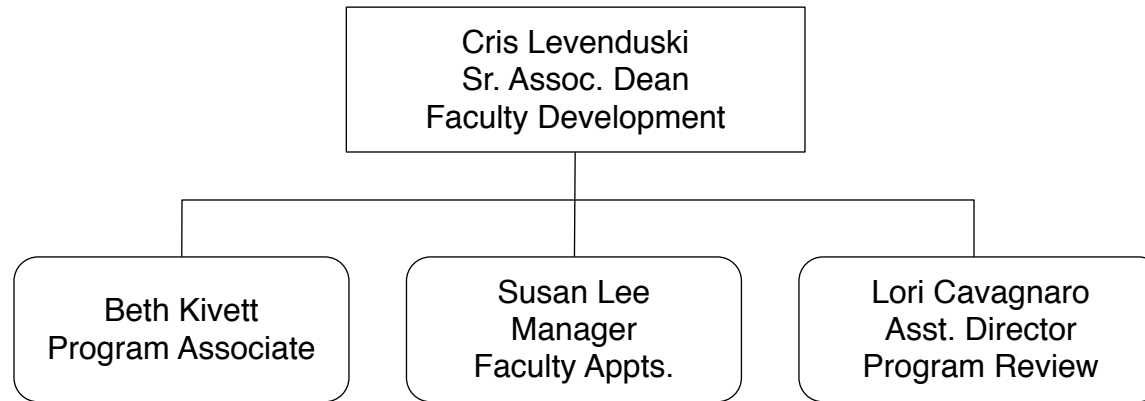 Cris Levenduski
Sr. Assoc. Dean
Faculty Development
Beth Kivett
Program Associate
Susan Lee
Manager
Faculty Appts.
Lori Cavagnaro
Asst. Director
Program Review